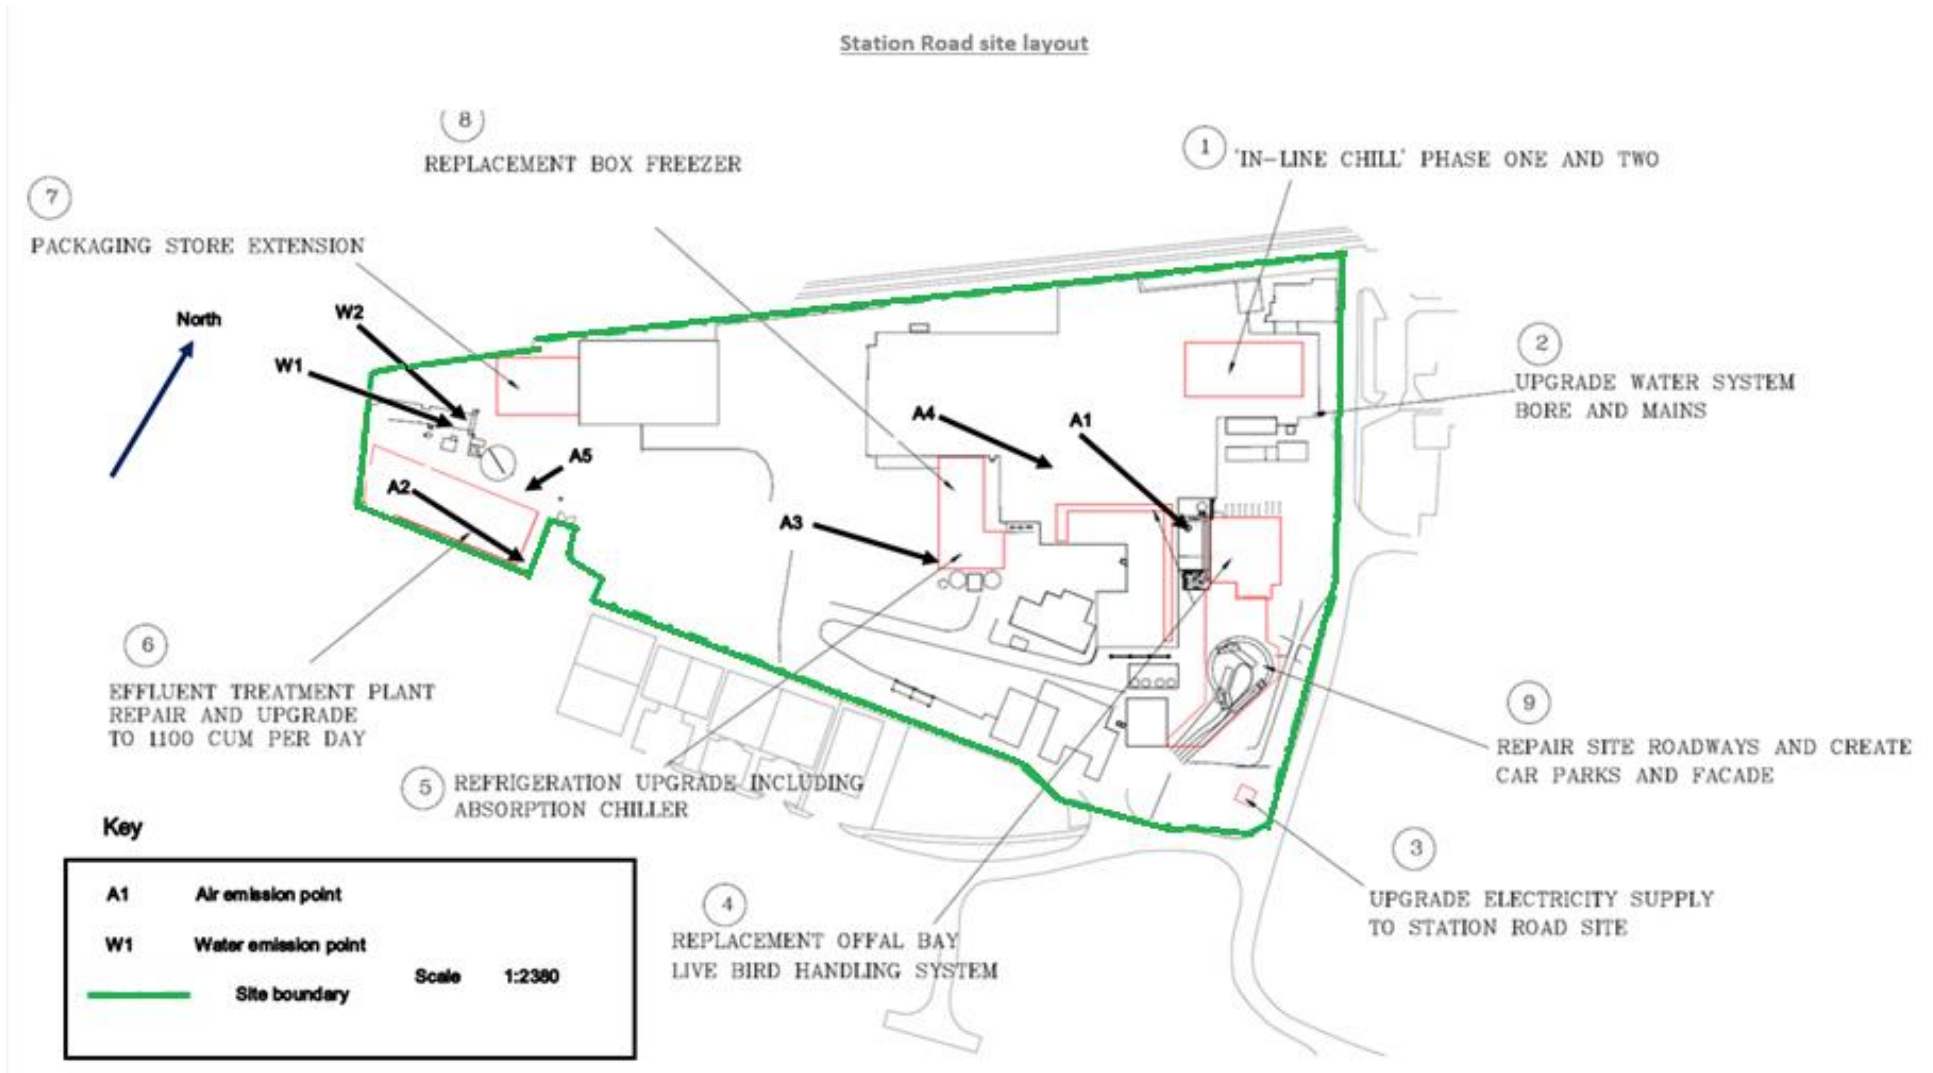 Station Road site layout
8
REPLACEMENT BOX FREEZER
1
'IN-LINE CHILL' PHASE ONE AND TWO
7
PACKAGING STORE EXTENSION
North
W2
W1
2
UPGRADE WATER SYSTEM
BORE AND MAINS
A4
A1
A5
A2
A3
6
EFFLUENT TREATMENT PLANT
REPAIR AND UPGRADE
TO 1100 CUM PER DAY
9
REPAIR SITE ROADWAYS AND CREATE
CAR PARKS AND FACADE
5
REFRIGERATION UPGRADE INCLUDING
ABSORPTION CHILLER
3
UPGRADE ELECTRICITY SUPPLY
TO STATION ROAD SITE
4
REPLACEMENT OFFAL BAY
LIVE BIRD HANDLING SYSTEM
Key
A1 Air emission point
W1 Water emission point
Scale 1:2380
Site boundary